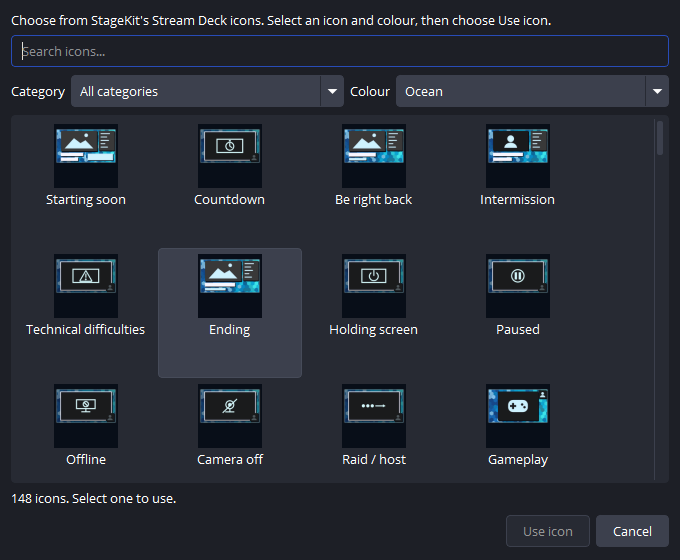 Choose from StageKit's Stream Deck icons. Select an icon and colour, then choose Use icon.
Search icons...
Category
All categories
Colour
Ocean
Starting soon
Countdown
Be right back
Intermission
Technical difficulties
Ending
Holding screen
Paused
Offline
Camera off
Raid / host
Gameplay
148 icons. Select one to use.
Use icon
Cancel